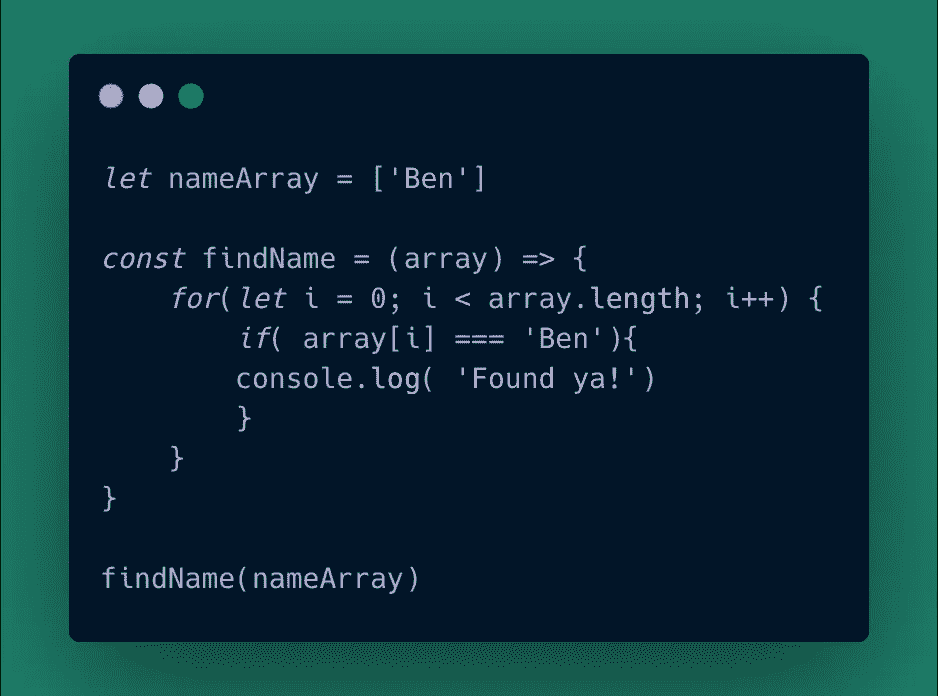 let nameArray = ['Ben']
const findName = (array) => {
for(let i = 0; i < array.length; i++) {
if( array[i] === 'Ben'){
console.log( 'Found ya!')
}
}
}
findName(nameArray)